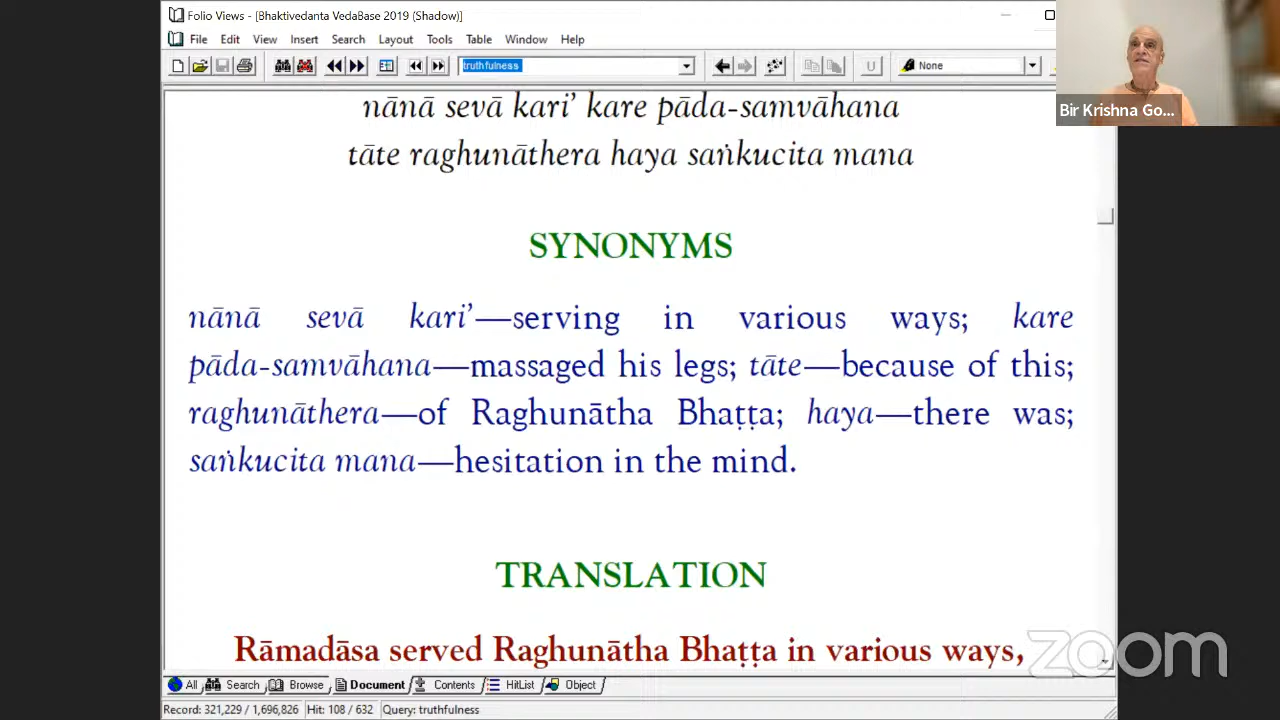 Folio Views - [Bhaktivedanta VedaBase 2019 (Shadow)]
File Edit View Insert Search Layout Tools Table Window Help
truthfulness
U
None
Bir Krishna Go...
nānā sevā kari’ kare pāda-samvāhana
tāte raghunāthera haya saṅkucita mana
SYNONYMS
nānā sevā kari’—serving in various ways; kare
pāda-samvāhana—massaged his legs; tāte—because of this;
raghunāthera—of Raghunātha Bhaṭṭa; haya—there was;
saṅkucita mana—hesitation in the mind.
TRANSLATION
Rāmadāsa served Raghunātha Bhaṭṭa in various ways,
zoom
All Search Browse Document Contents HitList Object
Record: 321,229 / 1,696,826 Hit: 108 / 632 Query: truthfulness